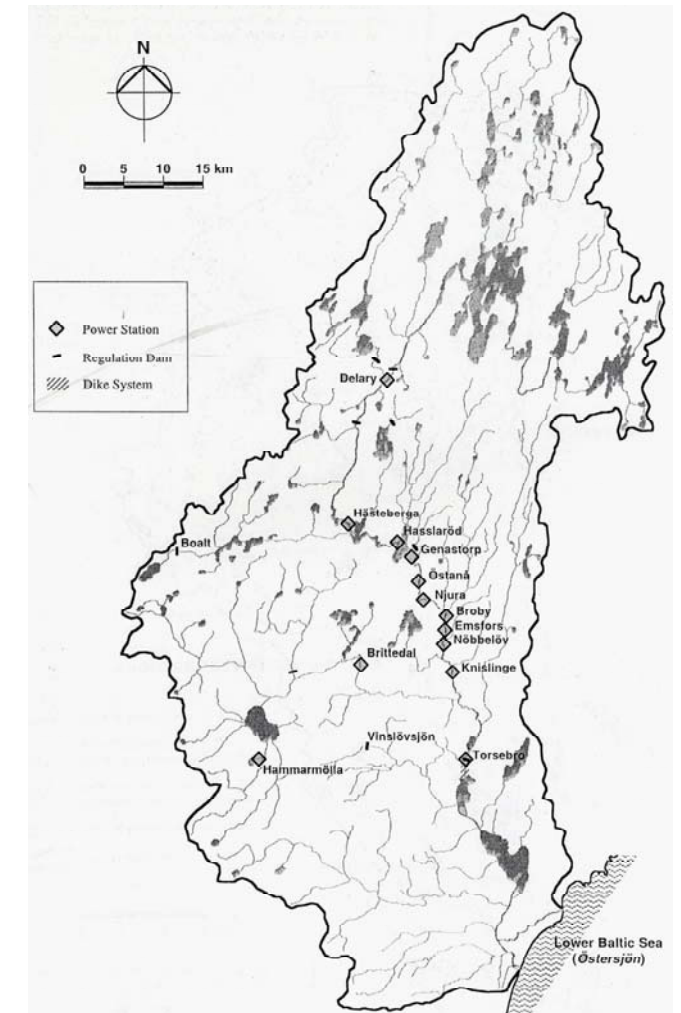 N
0 5 10 15 km
Power Station
Regulation Dam
Dike System
Delary
Hästeberga
Hasslaröd
Boalt
Genastorp
Östanå
Njura
Broby
Emsfors
Nöbbelöv
Brittedal
Knislinge
Vinslövsjön
Torsebro
Hammarmölla
Lower Baltic Sea
(Östersjön)